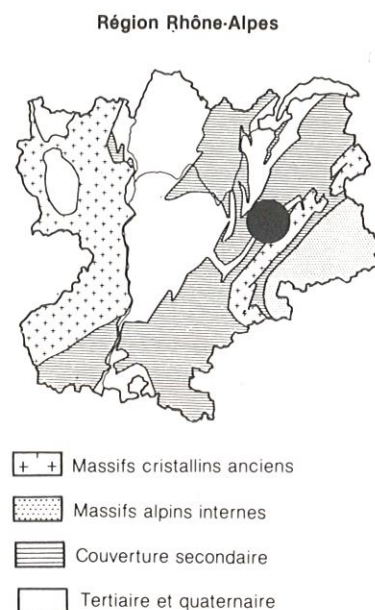 Région Rhône-Alpes
Massifs cristallins anciens
Massifs alpins internes
Couverture secondaire
Tertiaire et quaternaire